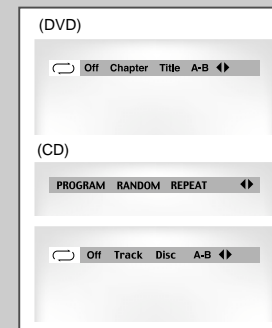 (DVD)
Off Chapter Title A-B
(CD)
PROGRAM RANDOM REPEAT
Off Track Disc A-B